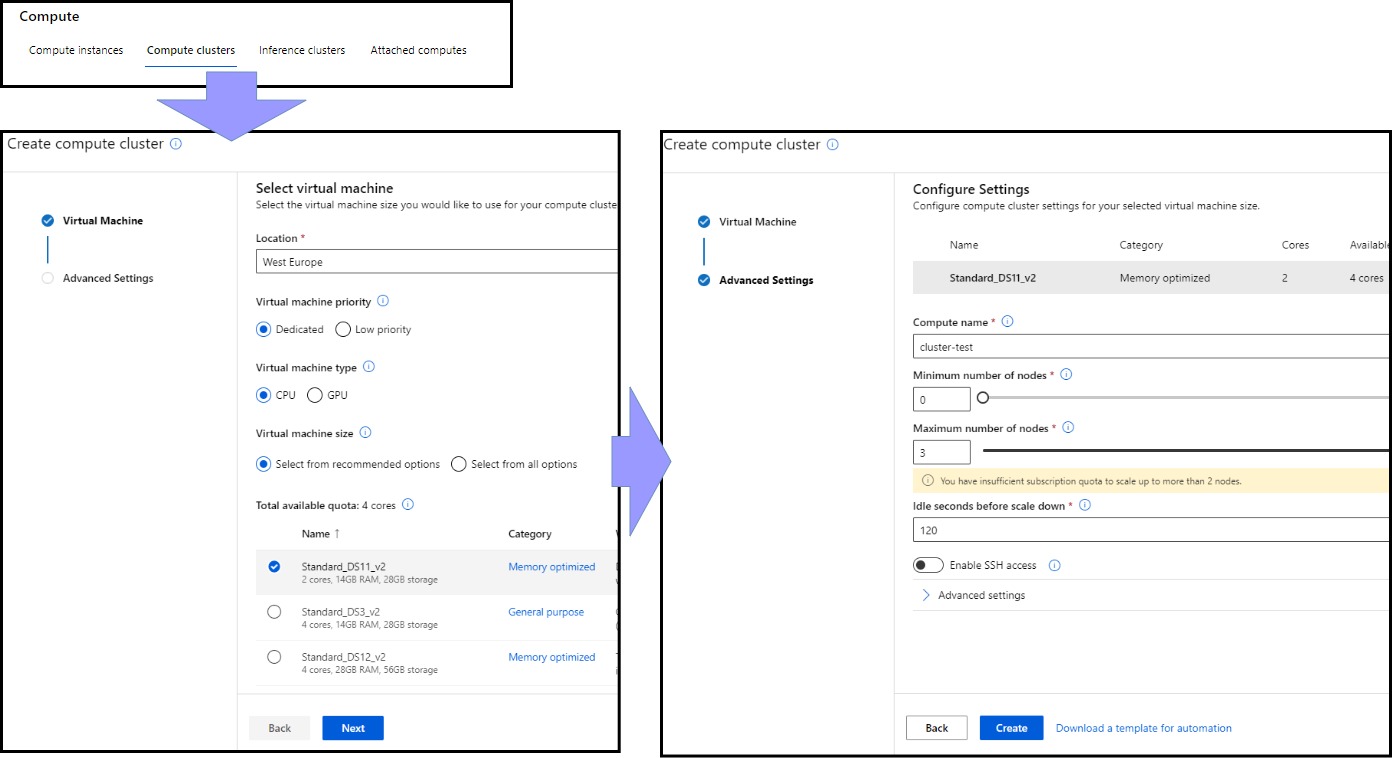 Compute
Compute instances Compute clusters Inference clusters Attached computes
Create compute cluster
Virtual Machine
Advanced Settings
Select virtual machine
Select the virtual machine size you would like to use for your compute cluste
Location *
West Europe
Virtual machine priority
Dedicated Low priority
Virtual machine type
CPU GPU
Virtual machine size
Select from recommended options Select from all options
Total available quota: 4 cores
Name ↑ Category
Standard_DS11_v2 Memory optimized
2 cores, 14GB RAM, 28GB storage
Standard_DS3_v2 General purpose
4 cores, 14GB RAM, 28GB storage
Standard_DS12_v2 Memory optimized
4 cores, 28GB RAM, 56GB storage
Back Next
Create compute cluster
Virtual Machine
Advanced Settings
Configure Settings
Configure compute cluster settings for your selected virtual machine size.
Name Category Cores Available
Standard_DS11_v2 Memory optimized 2 4 cores
Compute name *
cluster-test
Minimum number of nodes *
0
Maximum number of nodes *
3
You have insufficient subscription quota to scale up to more than 2 nodes.
Idle seconds before scale down *
120
Enable SSH access
Advanced settings
Back Create Download a template for automation